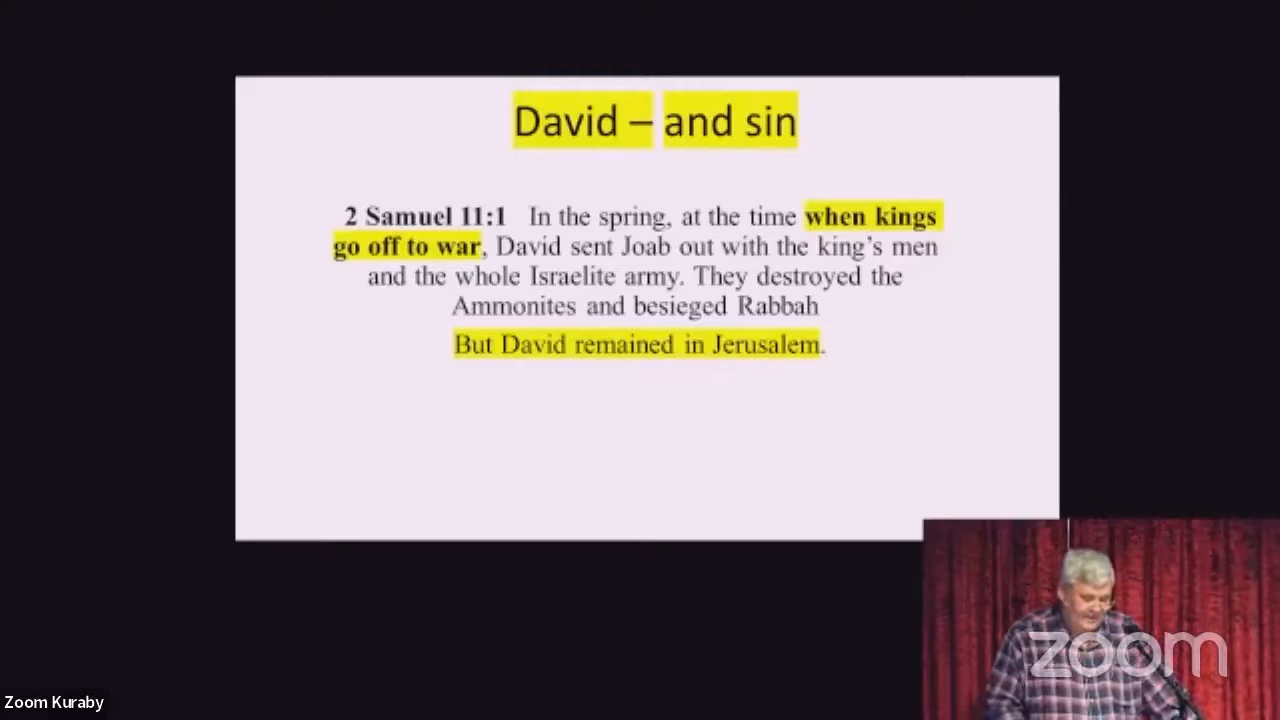 David – and sin
2 Samuel 11:1 In the spring, at the time when kings
go off to war, David sent Joab out with the king's men
and the whole Israelite army. They destroyed the
Ammonites and besieged Rabbah
But David remained in Jerusalem.
zoom
Zoom Kuraby